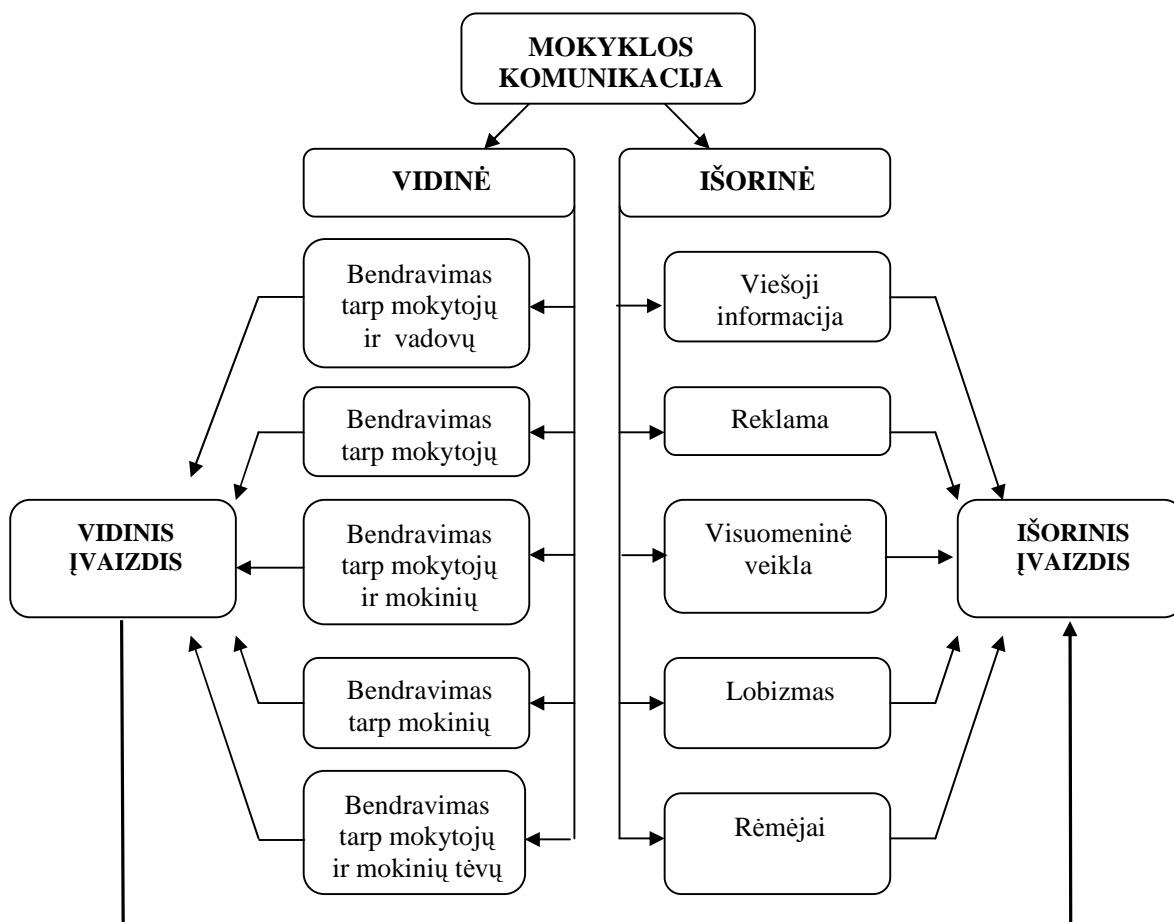 MOKYKLOS
KOMUNIKACIJA
VIDINĖ
IŠORINĖ
Bendravimas
tarp mokytojų
ir vadovų
Viešoji
informacija
Bendravimas
tarp mokytojų
Reklama
VIDINIS
ĮVAIZDIS
Bendravimas
tarp mokytojų
ir mokinių
Visuomeninė
veikla
IŠORINIS
ĮVAIZDIS
Bendravimas
tarp mokinių
Lobizmas
Bendravimas
tarp mokytojų
ir mokinių tėvų
Rėmėjai